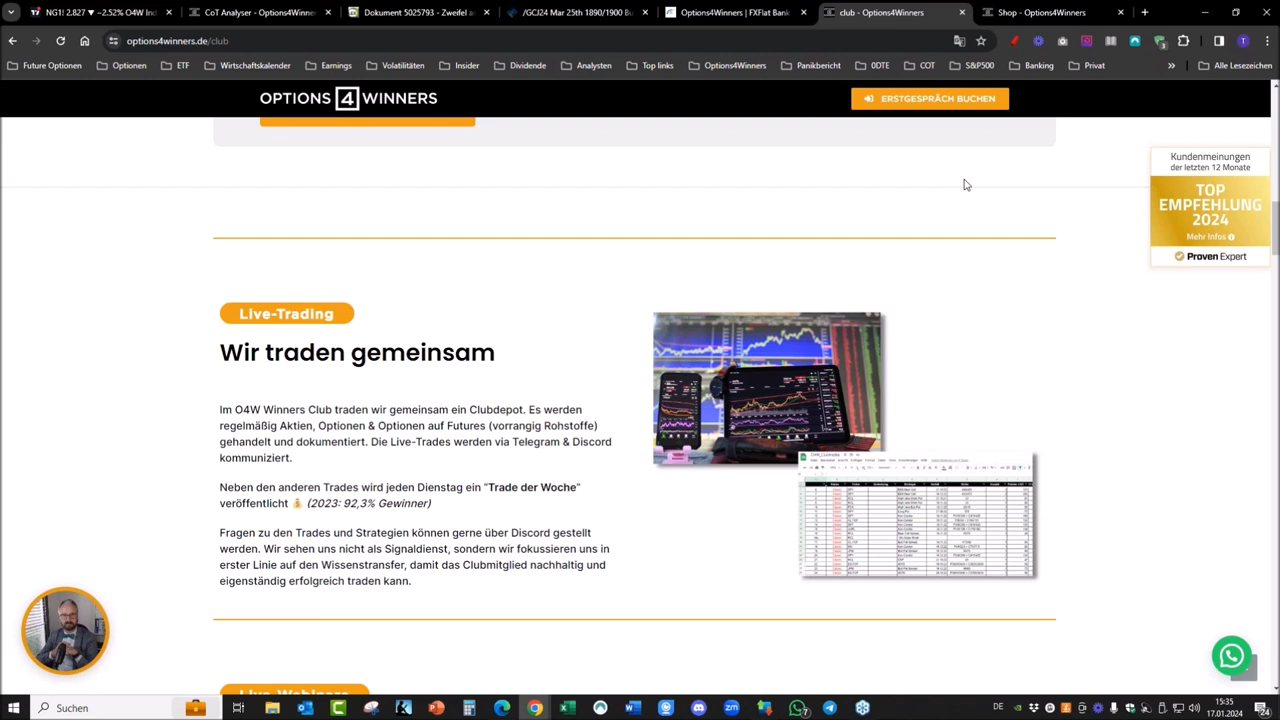 NG1! 2.827 ▼ −2.52% O4W Ind
CoT Analyser - Options4Winners
Dokument 5025793 - Zweifel a
/GCJ24 Mar 25th 1890/1900 Bu
Options4Winners | FXFlat Bank
club - Options4Winners
Shop - Options4Winners
options4winners.de/club
Future Optionen
Optionen
ETF
Wirtschaftskalender
Earnings
Volatilitäten
Insider
Dividende
Analysten
Top links
Options4Winners
Panikbericht
0DTE
COT
S&P500
Banking
Privat
Alle Lesezeichen
OPTIONS 4 WINNERS
ERSTGESPRÄCH BUCHEN
Kundenmeinungen
der letzten 12 Monate
TOP
EMPFEHLUNG
2024
Mehr Infos
Proven Expert
Live-Trading
Wir traden gemeinsam
Im O4W Winners Club traden wir gemeinsam ein Clubdepot. Es werden
regelmäßig Aktien, Optionen & Optionen auf Futures (vorrangig Rohstoffe)
gehandelt und dokumentiert. Die Live-Trades werden via Telegram & Discord
kommuniziert.
Neben den Trades wird jeden Dienstag ein "Trade der Woche"
veröffentlicht (2023: 92,3% Gewinner)
Fragen zu den Trades und Strategien können gerne über Discord gestellt
werden. Wir sehen uns nicht als Signaldienst, sondern wir fokussieren uns in
erster Linie auf den Wissenstransfer, damit das Clubmitglied nachhaltig und
eigenständig erfolgreich traden kann.
Live-Webinare
Suchen
7
DE
15:35
17.01.2024
24